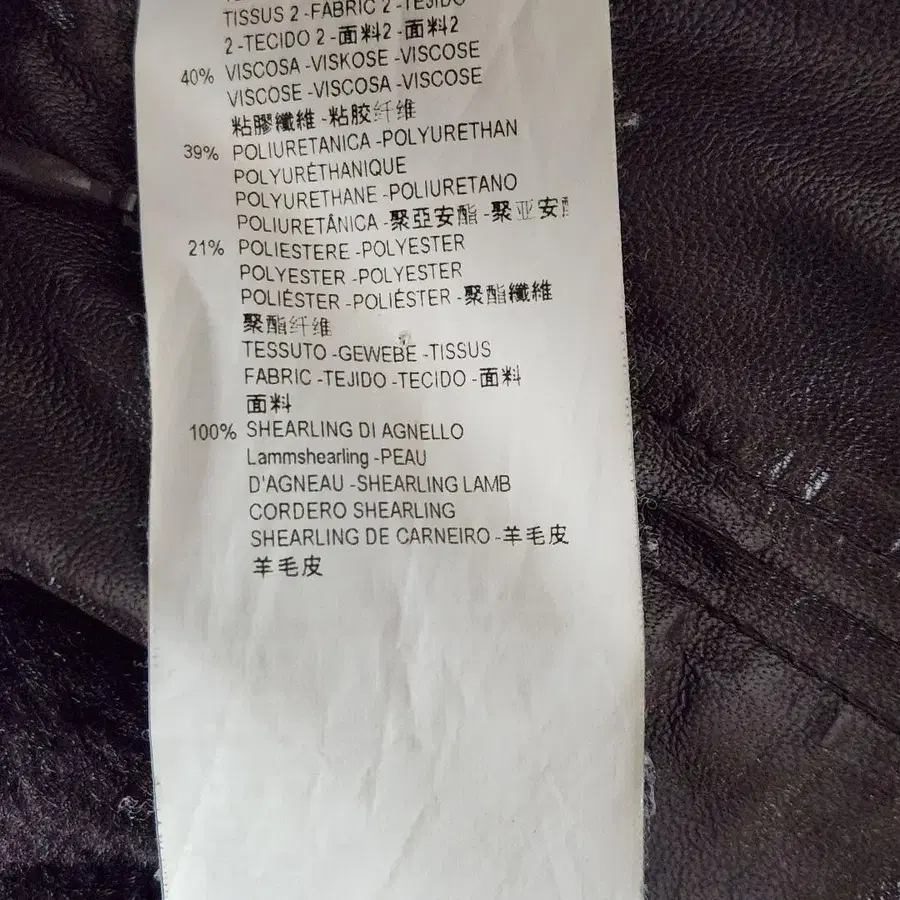 TISSUS 2 -FABRIC 2 -TEJIDO
2 -TECIDO 2 -面料2 -面料2
40% VISCOSA -VISKOSE -VISCOSE
VISCOSE -VISCOSA -VISCOSE
粘膠纖維 -粘胶纤维
39% POLIURETANICA -POLYURETHAN
POLYURÉTHANIQUE
POLYURETHANE -POLIURETANO
POLIURETÂNICA -聚亞安酯 -聚亚安
21% POLIESTERE -POLYESTER
POLYESTER -POLYESTER
POLIÉSTER -POLIÉSTER -聚酯纖維
聚酯纤维
TESSUTO -GEWEBE -TISSUS
FABRIC -TEJIDO -TECIDO -面料
面料
100% SHEARLING DI AGNELLO
Lammshearling -PEAU
D'AGNEAU -SHEARLING LAMB
CORDERO SHEARLING
SHEARLING DE CARNEIRO -羊毛皮
羊毛皮